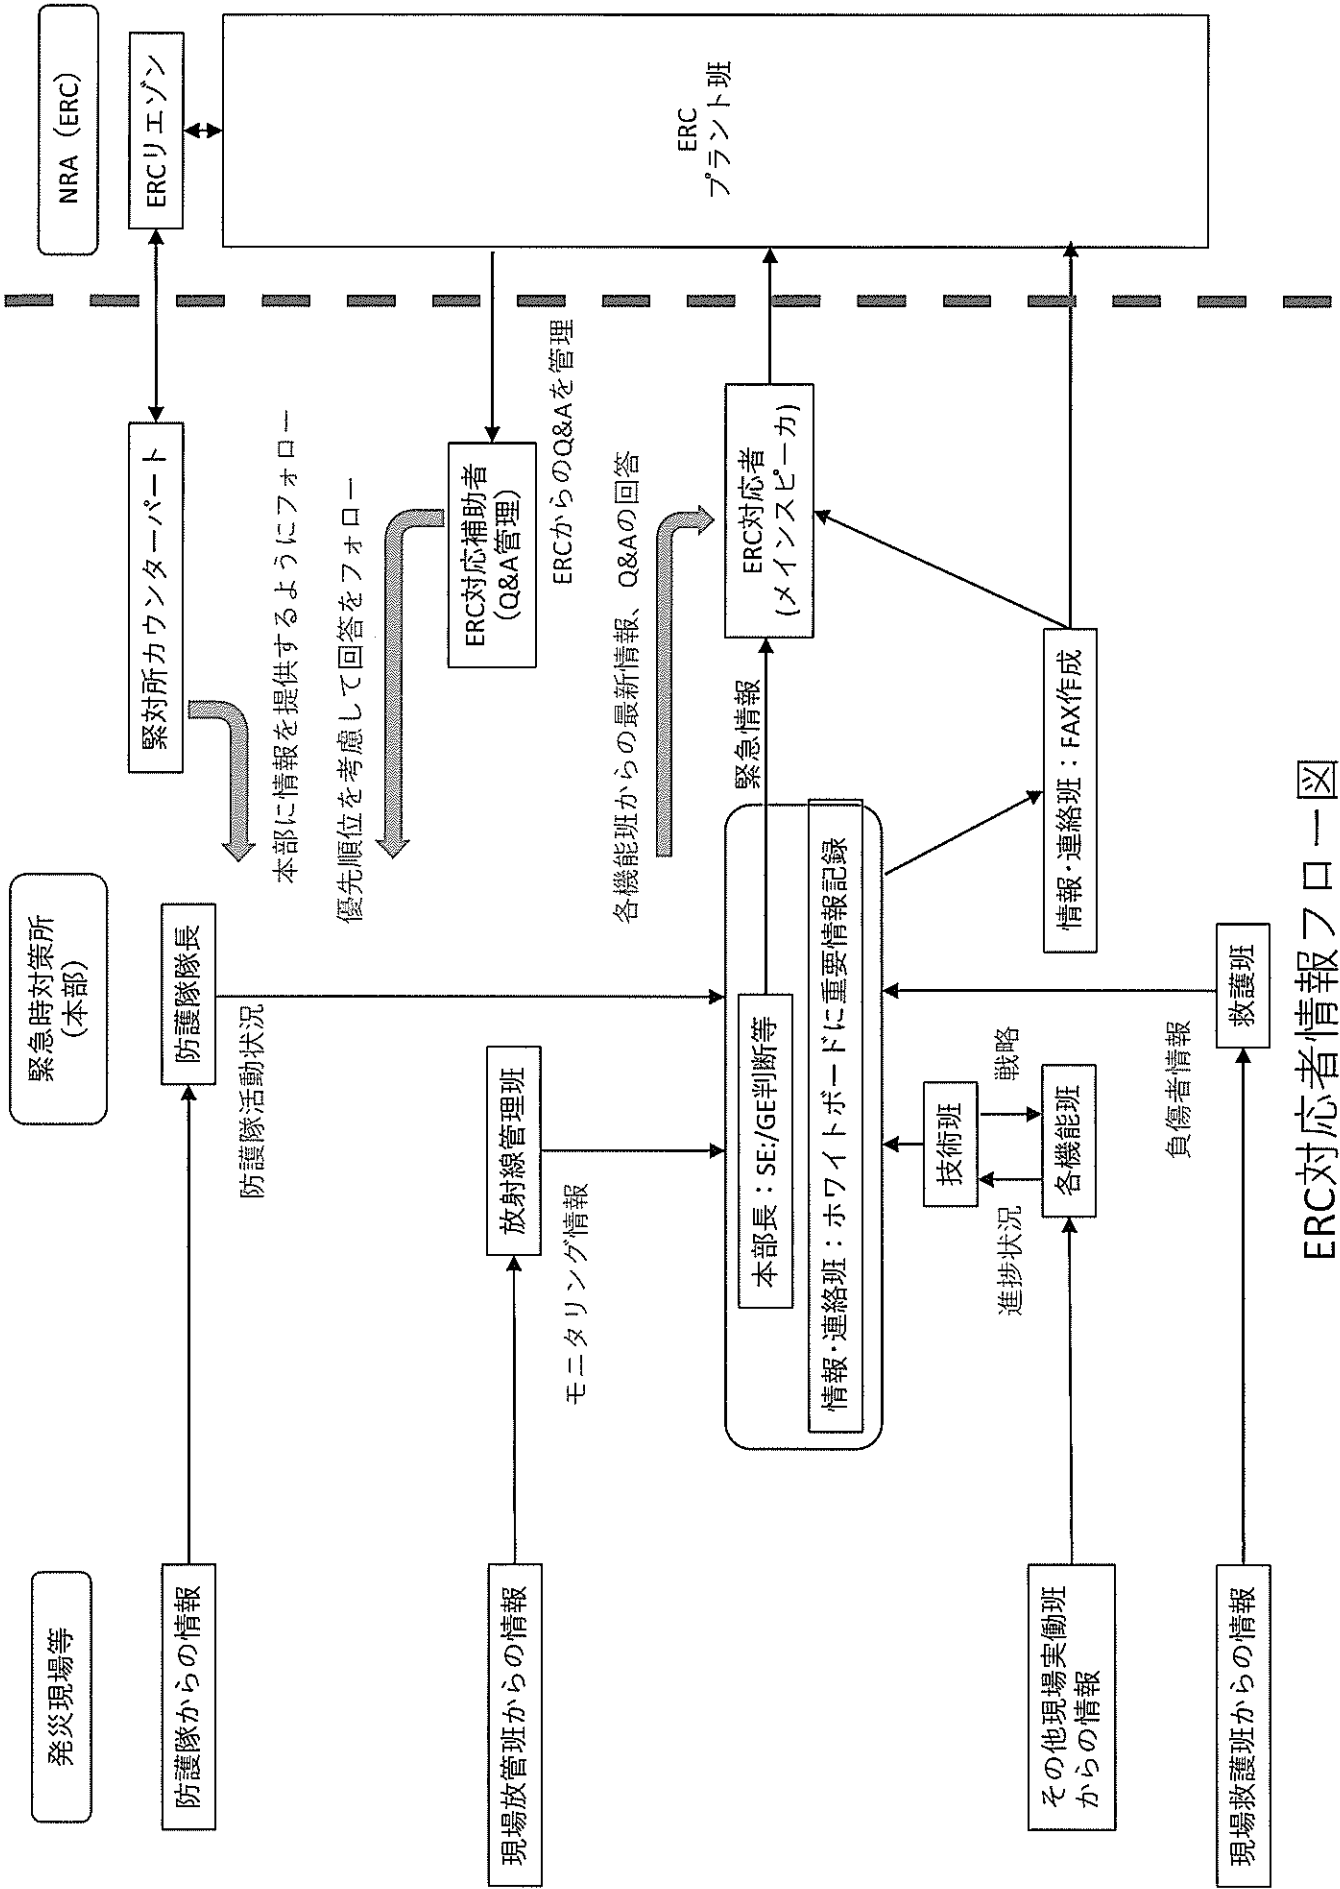 発災現場等
緊急時対策所
(本部)
NRA（ERC）
防護隊からの情報
防護隊隊長
防護隊活動状況
緊対所カウンターパート
ERCリエゾン
本部に情報を提供するようにフォロー
優先順位を考慮して回答をフォロー
現場放管班からの情報
放射線管理班
モニタリング情報
ERC対応補助者
（Q&A管理）
ERCからのQ&Aを管理
各機能班からの最新情報、Q&Aの回答
本部長：SE:/GE判断等
緊急情報
ERC対応者
(メインスピーカ)
ERC
プラント班
情報･連絡班：ホワイトボードに重要情報記録
技術班
進捗状況
戦略
各機能班
その他現場実働班
からの情報
情報･連絡班：FAX作成
負傷者情報
現場救護班からの情報
救護班
ERC対応者情報フロー図